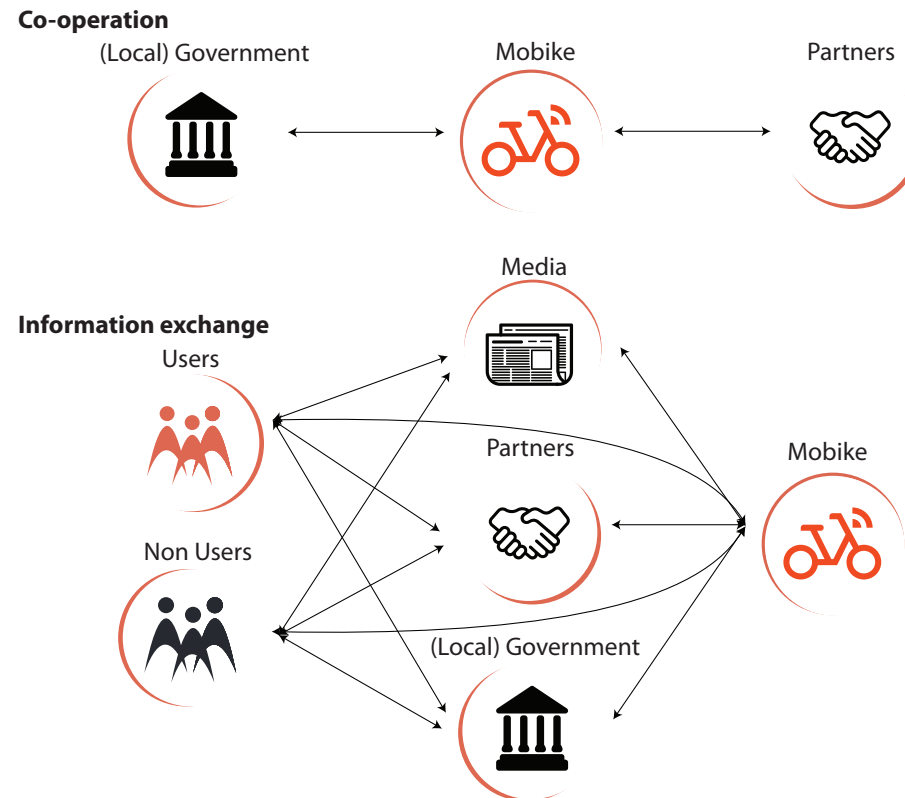 Co-operation
(Local) Government
Mobike
Partners
Media
Information exchange
Users
Partners
Mobike
Non Users
(Local) Government